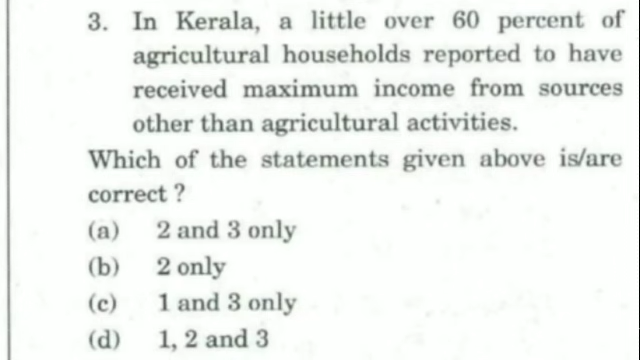 3. In Kerala, a little over 60 percent of
agricultural households reported to have
received maximum income from sources
other than agricultural activities.
Which of the statements given above is/are
correct ?
(a) 2 and 3 only
(b) 2 only
(c) 1 and 3 only
(d) 1, 2 and 3